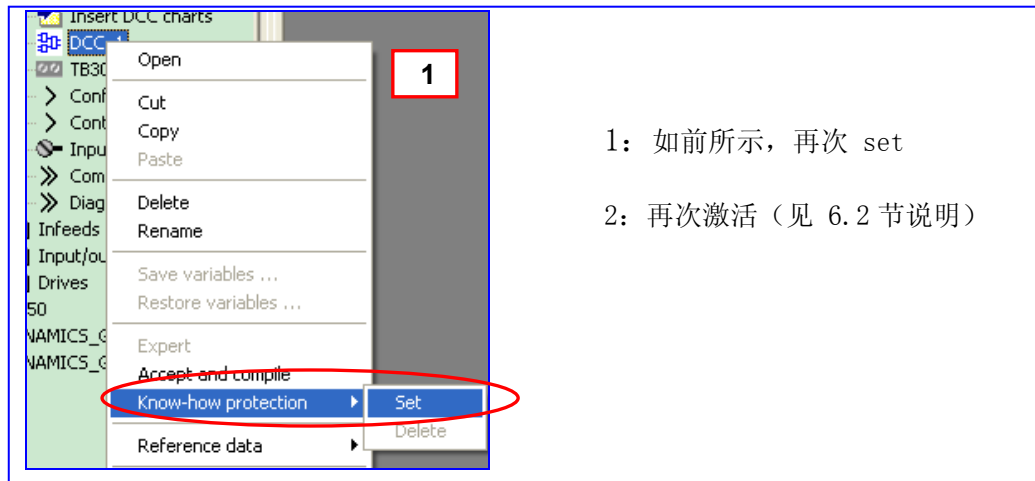 Insert DCC charts
DCC_1
TB30
Conf
Cont
Inpu
Com
Diag
Infeeds
Input/ou
Drives
50
NAMICS_G
NAMICS_G
Open
Cut
Copy
Paste
Delete
Rename
Save variables ...
Restore variables ...
Expert
Accept and compile
Know-how protection
Reference data
Set
Delete
1
1：如前所示，再次 set
2：再次激活（见 6.2 节说明）